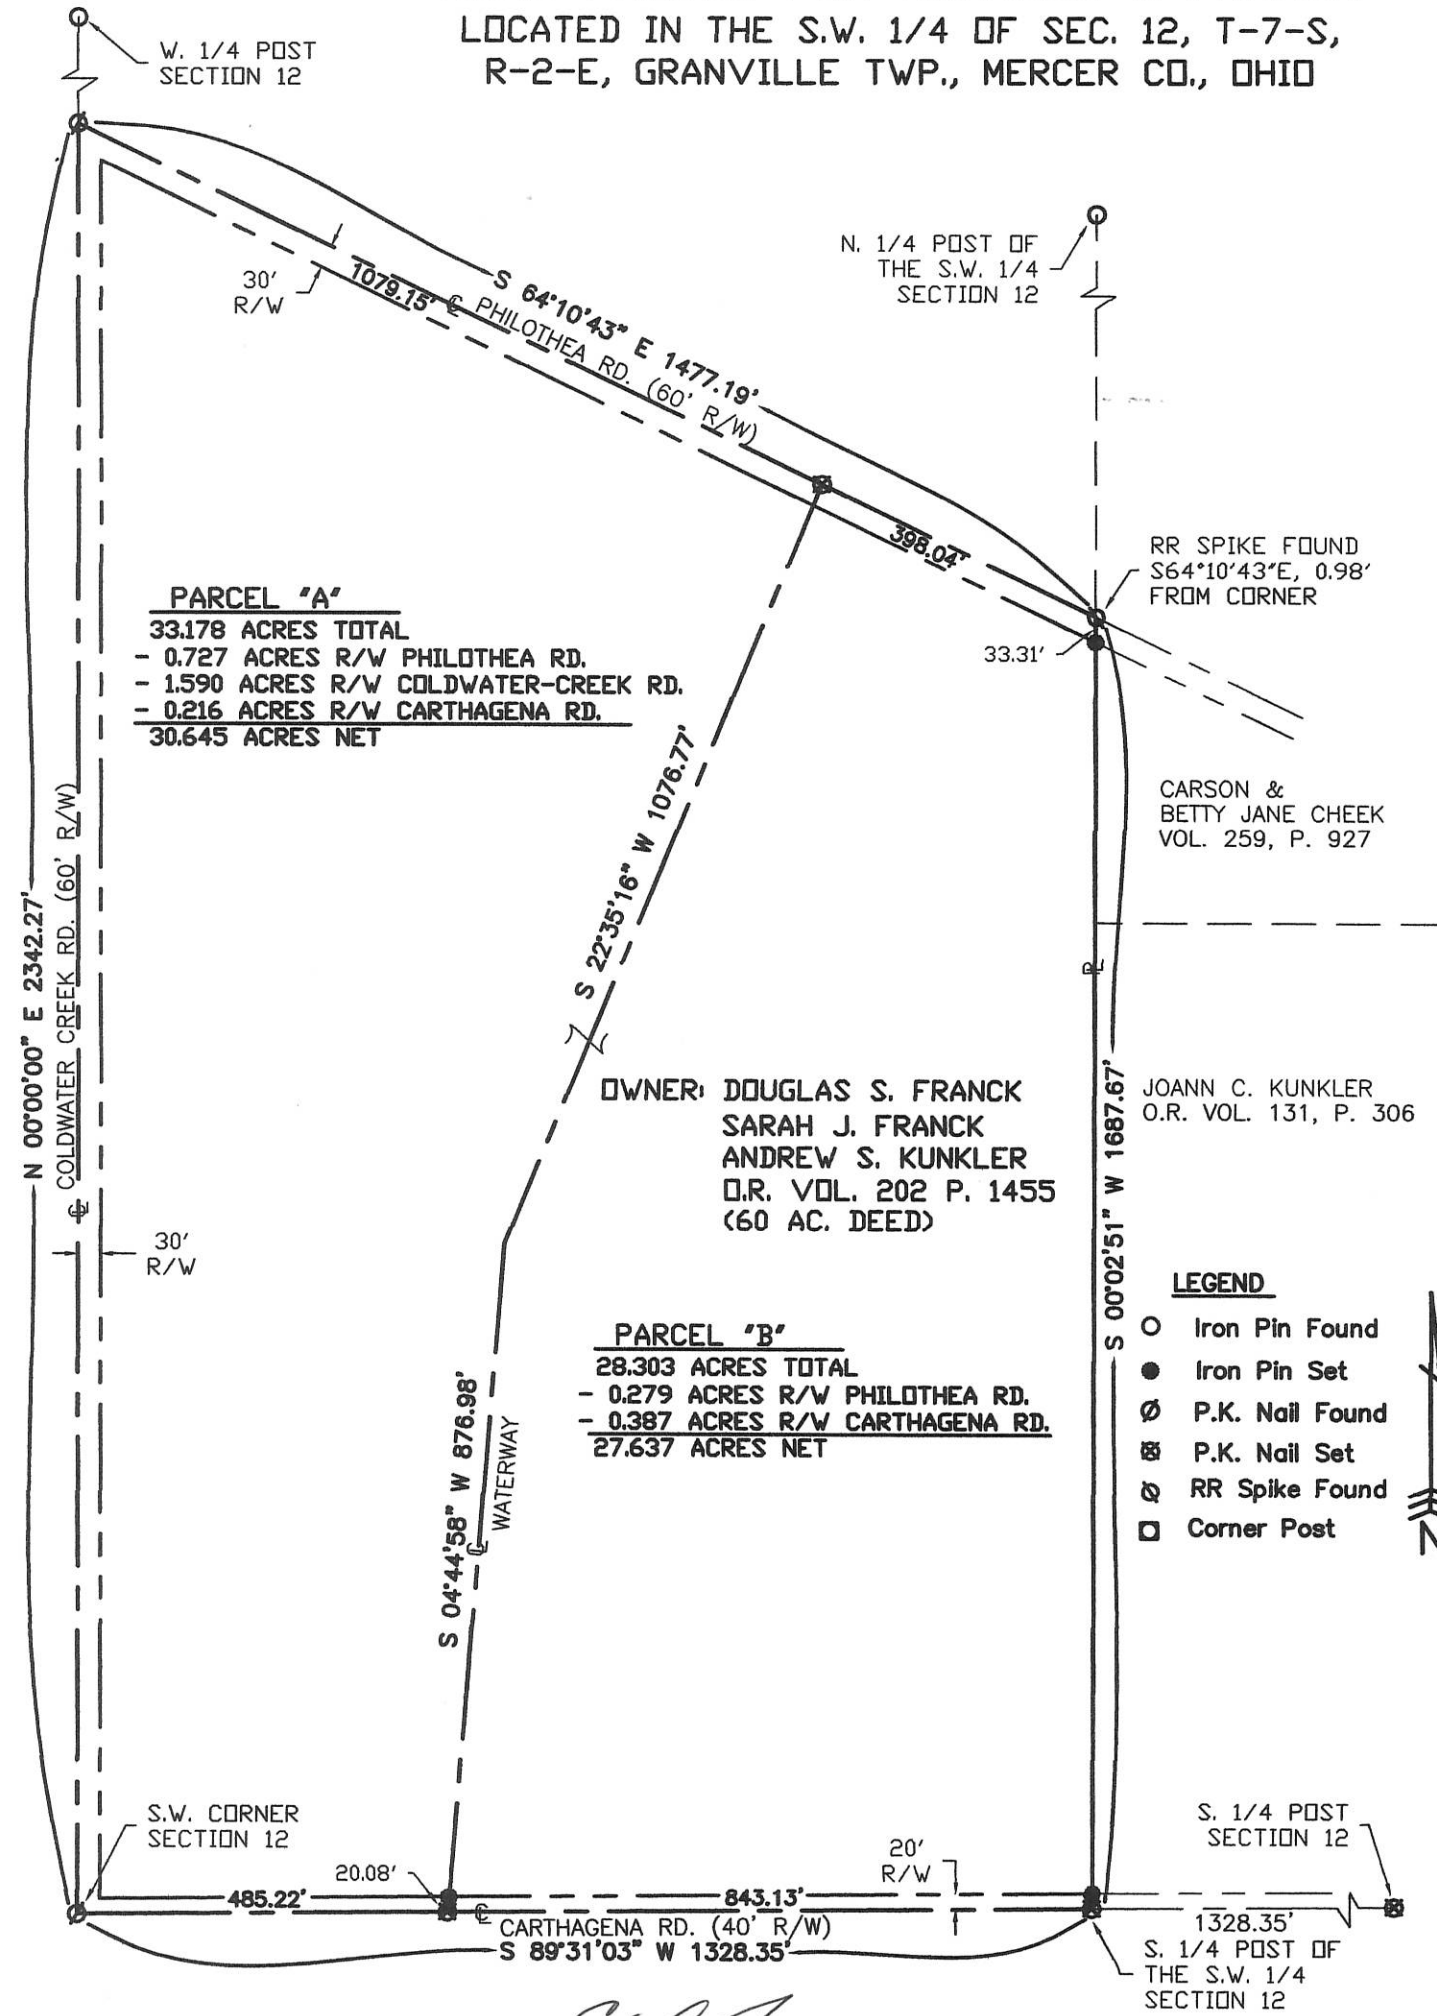 LOCATED IN THE S.W. 1/4 OF SEC. 12, T-7-S,
R-2-E, GRANVILLE TWP., MERCER CO., OHIO
W. 1/4 POST
SECTION 12
N. 1/4 POST OF
THE S.W. 1/4
SECTION 12
30'
R/W
1079.15'
S 64°10'43" E 1477.19'
PHILOTHEA RD. (60' R/W)
398.04'
RR SPIKE FOUND
S64°10'43"E, 0.98'
FROM CORNER
33.31'
PARCEL "A"
33.178 ACRES TOTAL
- 0.727 ACRES R/W PHILOTHEA RD.
- 1.590 ACRES R/W COLDWATER-CREEK RD.
- 0.216 ACRES R/W CARTHAGENA RD.
30.645 ACRES NET
S 22°35'16" W 1076.77'
CARSON &
BETTY JANE CHEEK
VOL. 259, P. 927
N 00°00'00" E 2342.27'
COLDWATER CREEK RD. (60' R/W)
OWNER: DOUGLAS S. FRANCK
SARAH J. FRANCK
ANDREW S. KUNKLER
O.R. VOL. 202 P. 1455
(60 AC. DEED)
JOANN C. KUNKLER
O.R. VOL. 131, P. 306
S 00°02'51" W 1687.67'
30'
R/W
PARCEL "B"
28.303 ACRES TOTAL
- 0.279 ACRES R/W PHILOTHEA RD.
- 0.387 ACRES R/W CARTHAGENA RD.
27.637 ACRES NET
LEGEND
Iron Pin Found
Iron Pin Set
P.K. Nail Found
P.K. Nail Set
RR Spike Found
Corner Post
N
S 04°44'58" W 876.98'
WATERWAY
S.W. CORNER
SECTION 12
20.08'
485.22'
20'
R/W
843.13'
S. 1/4 POST
SECTION 12
CARTHAGENA RD. (40' R/W)
S 89°31'03" W 1328.35'
1328.35'
S. 1/4 POST OF
THE S.W. 1/4
SECTION 12